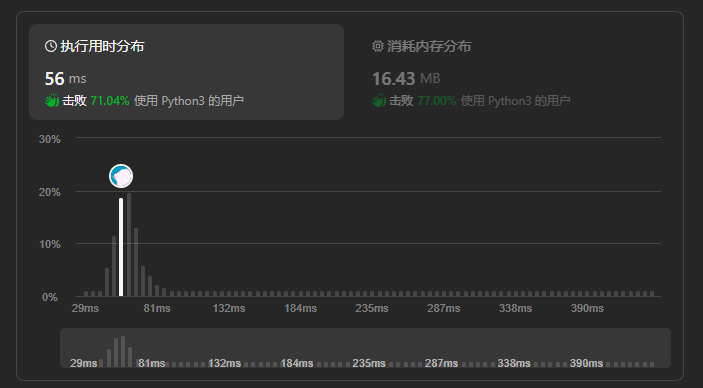 执行用时分布
56 ms
击败 71.04% 使用 Python3 的用户
消耗内存分布
16.43 MB
击败 77.00% 使用 Python3 的用户
30%
20%
10%
0%
29ms 81ms 132ms 184ms 235ms 287ms 338ms 390ms
29ms 81ms 132ms 184ms 235ms 287ms 338ms 390ms